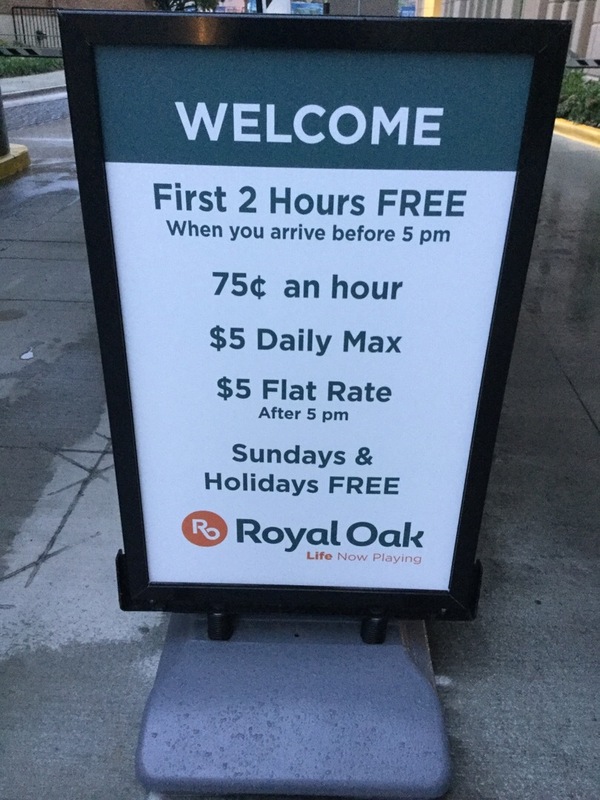 WELCOME
First 2 Hours FREE
When you arrive before 5 pm
75¢ an hour
$5 Daily Max
$5 Flat Rate
After 5 pm
Sundays &
Holidays FREE
RO Royal Oak
Life Now Playing